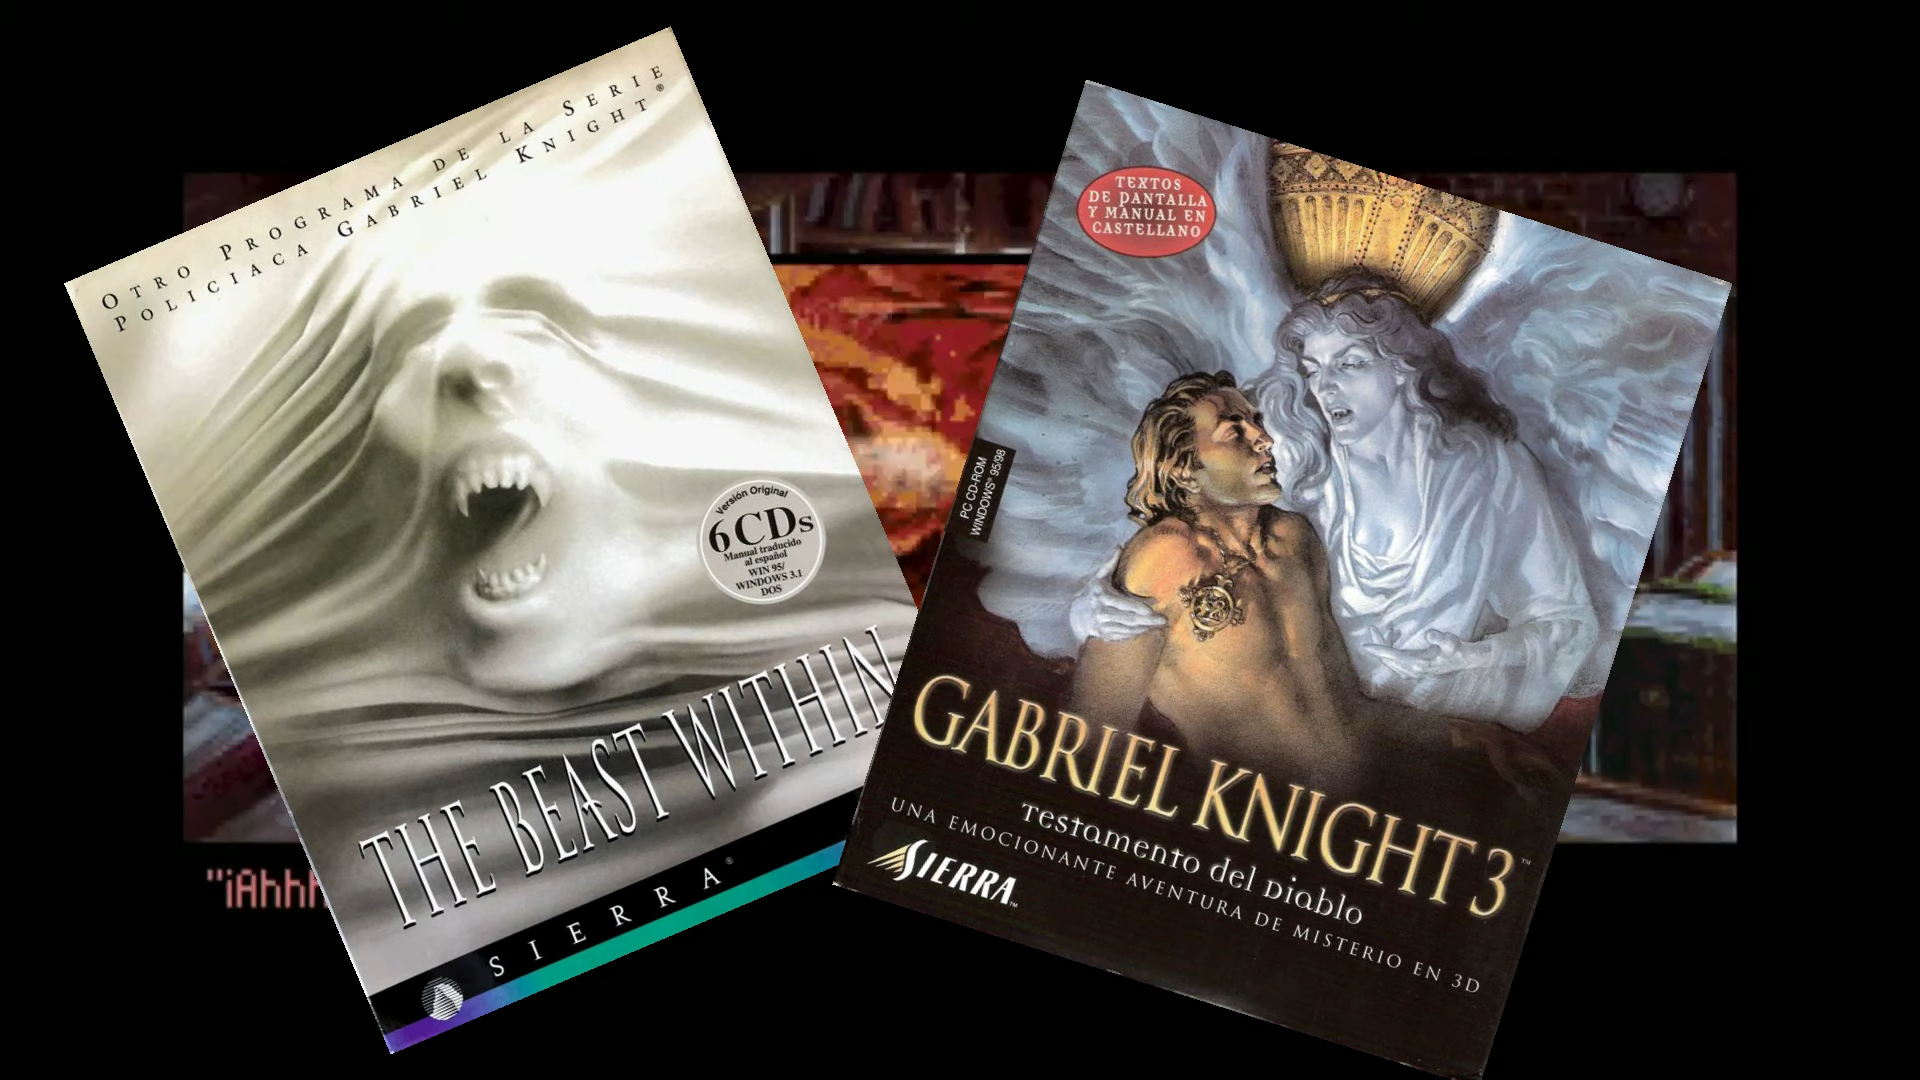 OTRO PROGRAMA DE LA SERIE
POLICIACA GABRIEL KNIGHT®
Versión Original
6 CDs
Manual traducido
al español
WIN 95/
WINDOWS 3.1
DOS
THE BEAST WITHIN
SIERRA®
"¡Ahhh
TEXTOS
DE PANTALLA
Y MANUAL EN
CASTELLANO
PC CD-ROM
WINDOWS® 95/98
GABRIEL KNIGHT 3™
Testamento del Diablo
UNA EMOCIONANTE AVENTURA DE MISTERIO EN 3D
SIERRA™